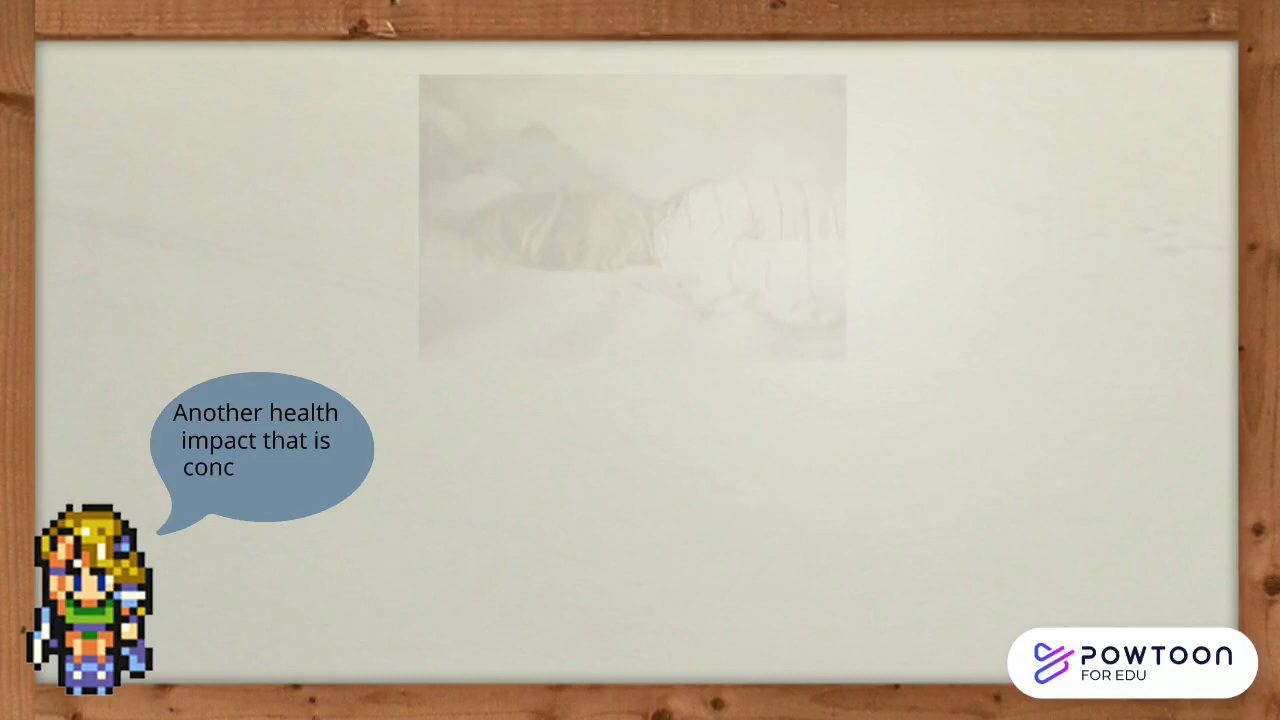 Another health
impact that is
conc
POWTOON
FOR EDU